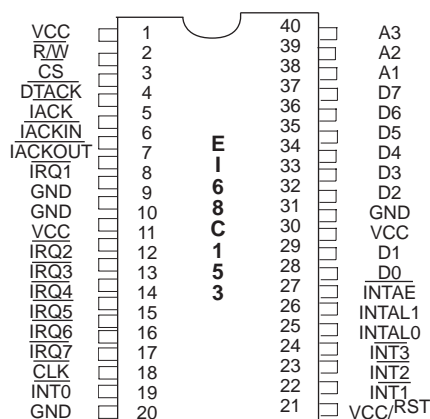 VCC 1 40 A3
R/W 2 39 A2
CS 3 38 A1
DTACK 4 37 D7
IACK 5 36 D6
IACKIN 6 35 D5
IACKOUT 7 34 D4
IRQ1 8 33 D3
GND 9 32 D2
GND 10 31 GND
VCC 11 30 VCC
IRQ2 12 29 D1
IRQ3 13 28 D0
IRQ4 14 27 INTAE
IRQ5 15 26 INTAL1
IRQ6 16 25 INTAL0
IRQ7 17 24 INT3
CLK 18 23 INT2
INT0 19 22 INT1
GND 20 21 VCC/RST
EI68C153